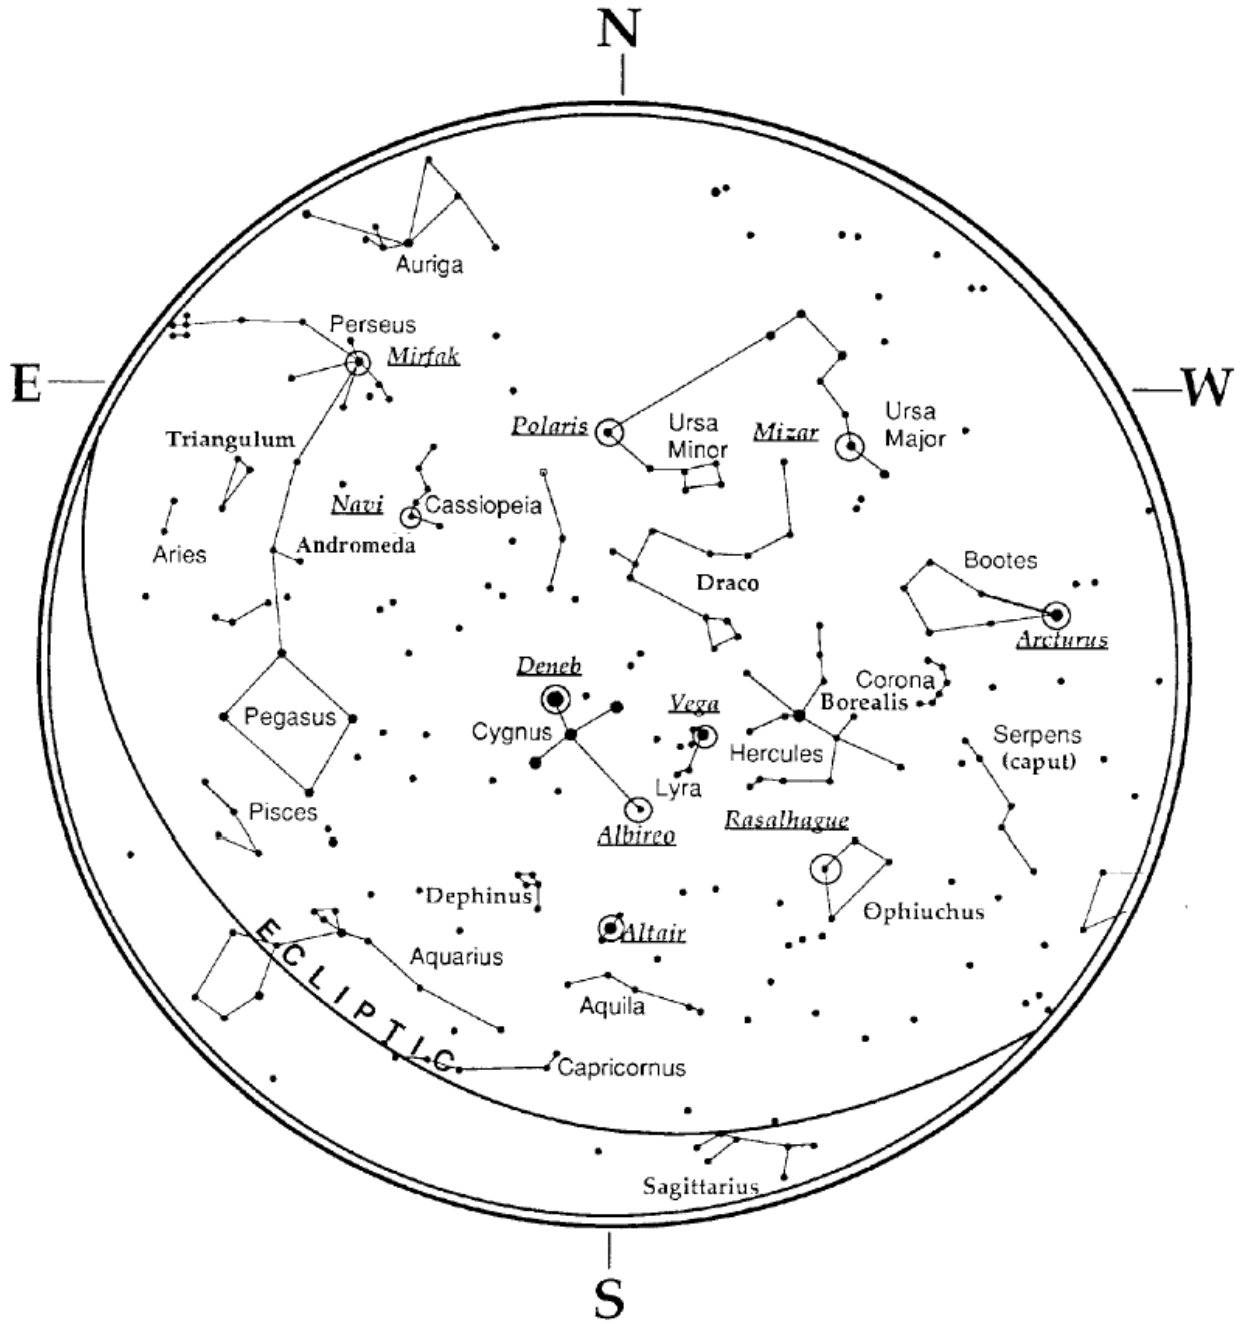 N
Auriga
Perseus
Mirfak
E
W
Polaris
Ursa
Minor
Mizar
Ursa
Major
Triangulum
Navi
Cassiopeia
Aries
Andromeda
Draco
Bootes
Arcturus
Deneb
Vega
Corona
Borealis
Pegasus
Cygnus
Hercules
Serpens
(caput)
Lyra
Pisces
Albireo
Rasalhague
Dephinus
Ophiuchus
Altair
Aquarius
ECLIPTIC
Aquila
Capricornus
Sagittarius
S